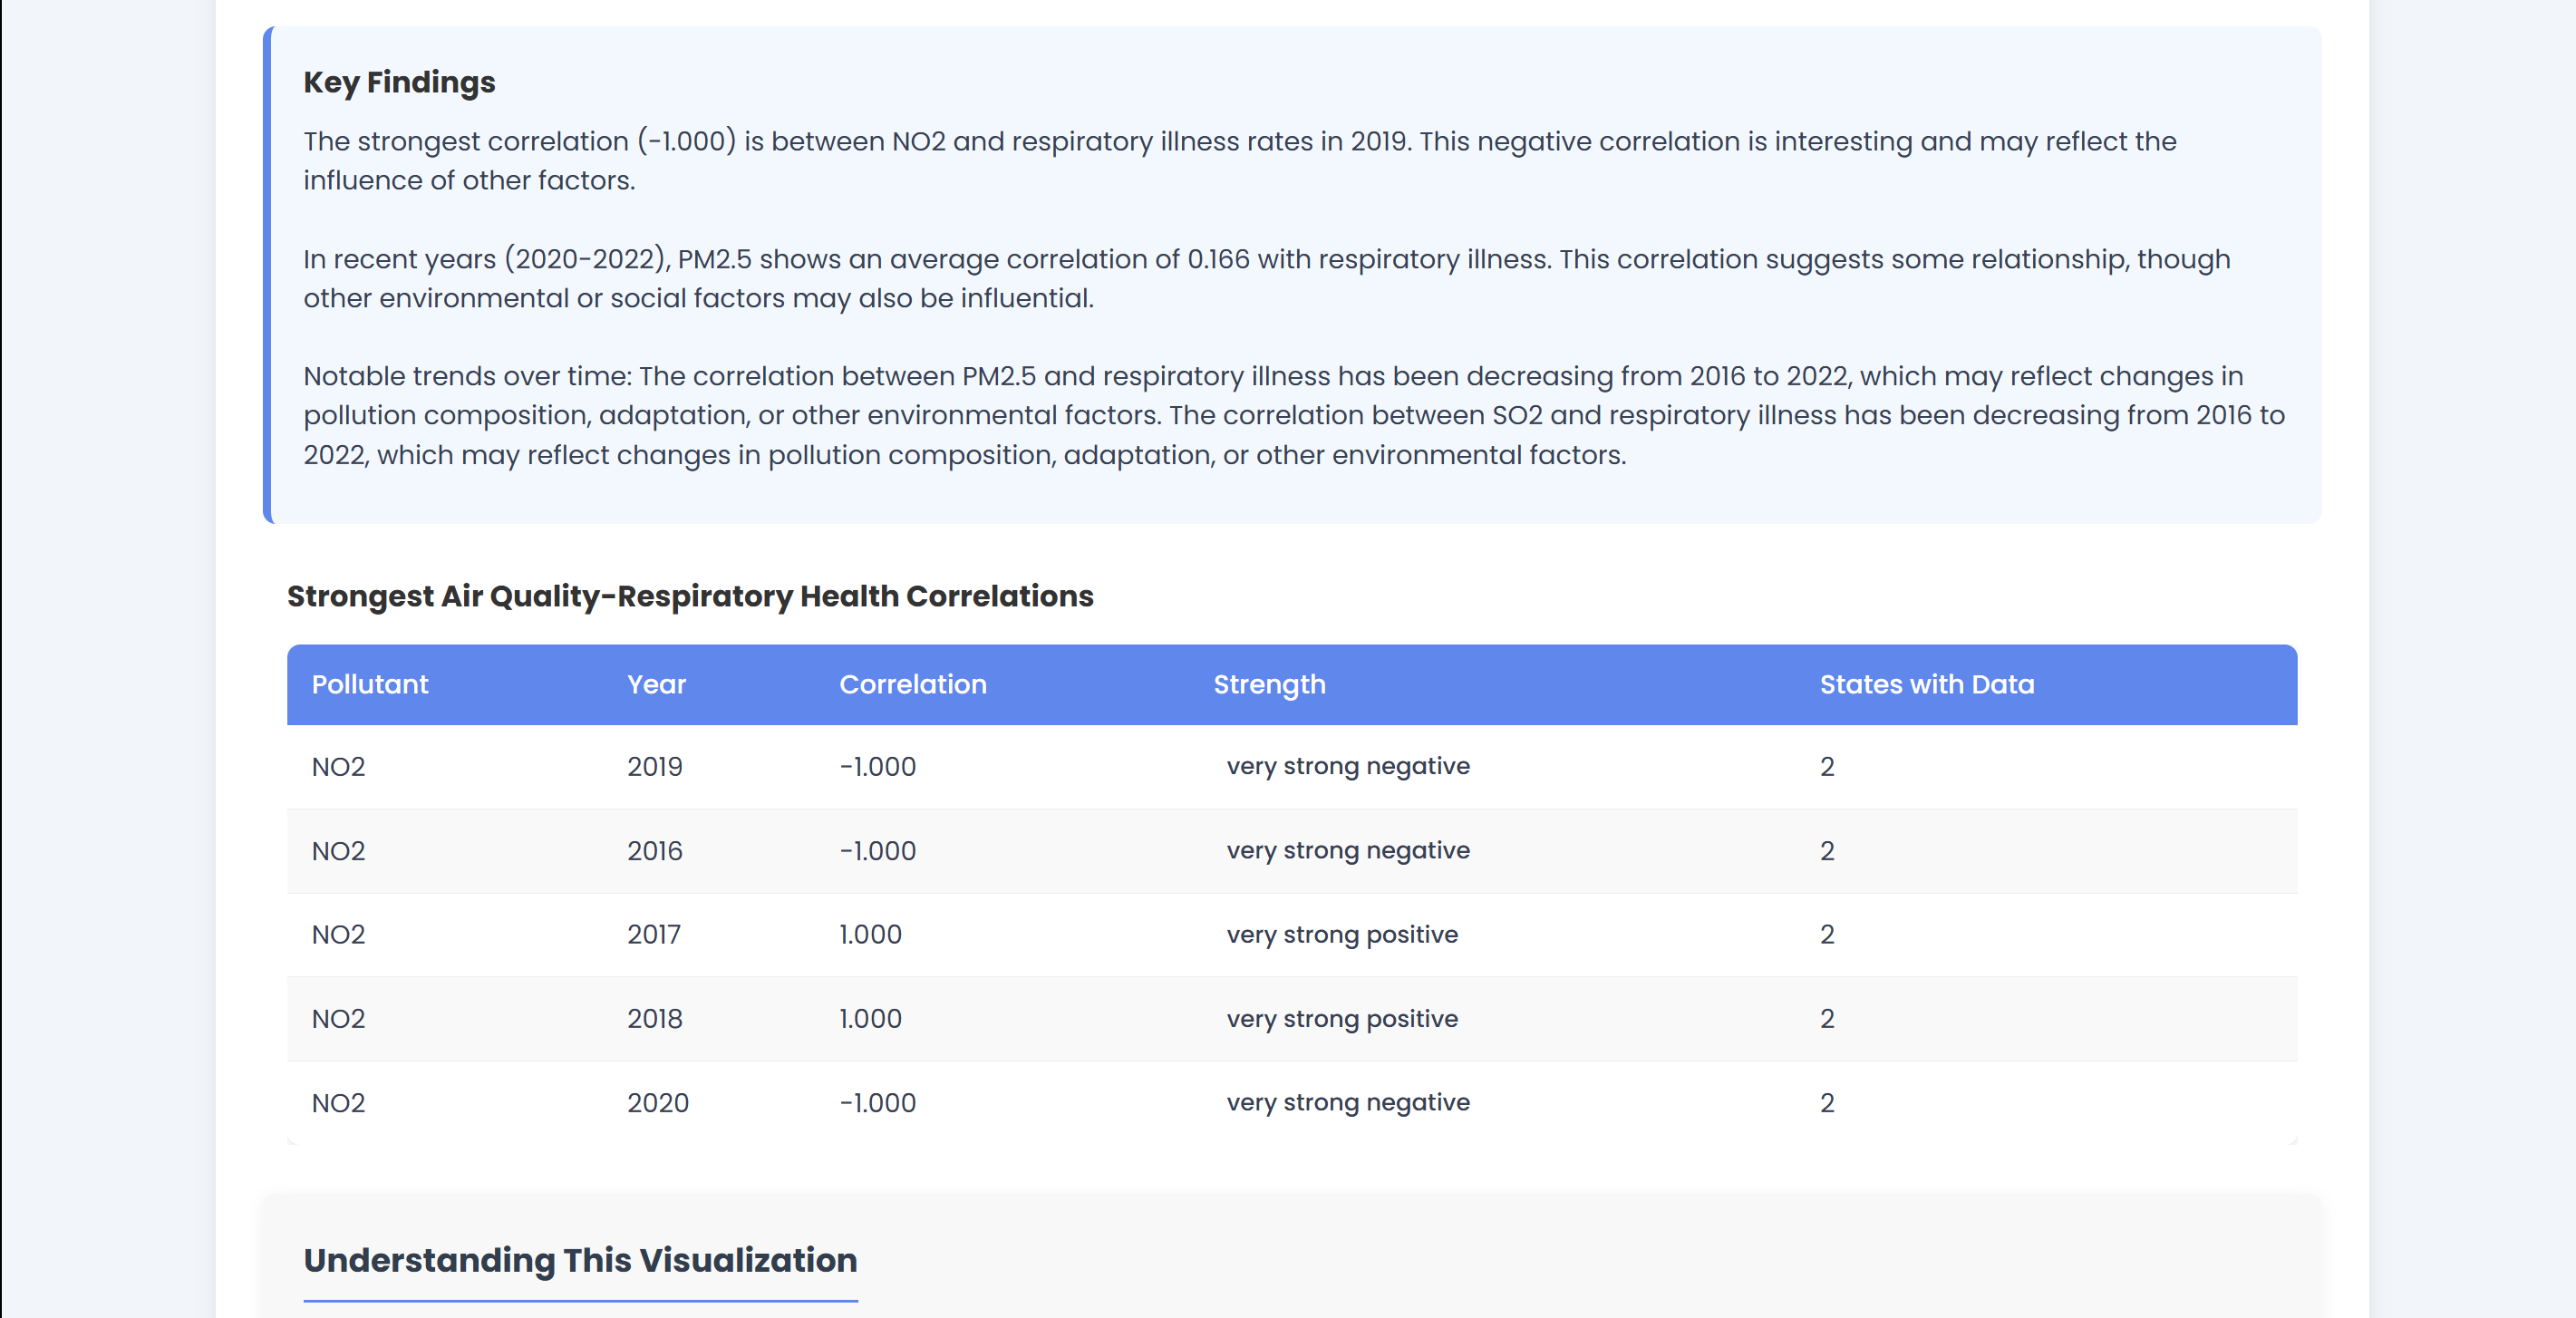 Key Findings
The strongest correlation (-1.000) is between NO2 and respiratory illness rates in 2019. This negative correlation is interesting and may reflect the
influence of other factors.
In recent years (2020-2022), PM2.5 shows an average correlation of 0.166 with respiratory illness. This correlation suggests some relationship, though
other environmental or social factors may also be influential.
Notable trends over time: The correlation between PM2.5 and respiratory illness has been decreasing from 2016 to 2022, which may reflect changes in
pollution composition, adaptation, or other environmental factors. The correlation between SO2 and respiratory illness has been decreasing from 2016 to
2022, which may reflect changes in pollution composition, adaptation, or other environmental factors.
Strongest Air Quality-Respiratory Health Correlations
Pollutant Year Correlation Strength States with Data
NO2 2019 -1.000 very strong negative 2
NO2 2016 -1.000 very strong negative 2
NO2 2017 1.000 very strong positive 2
NO2 2018 1.000 very strong positive 2
NO2 2020 -1.000 very strong negative 2
Understanding This Visualization